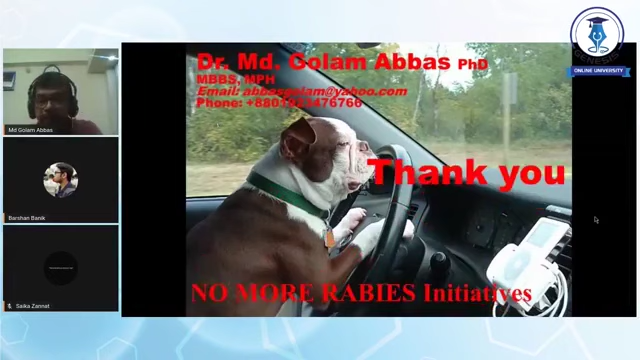 GENESIS
ONLINE UNIVERSITY
Dr. Md. Golam Abbas PhD
MBBS, MPH
Email: abbasgolam@yahoo.com
Thank you
NO MORE RABIES Initiatives
Md Golam Abbas
Barshan Banik
Saika Zannat